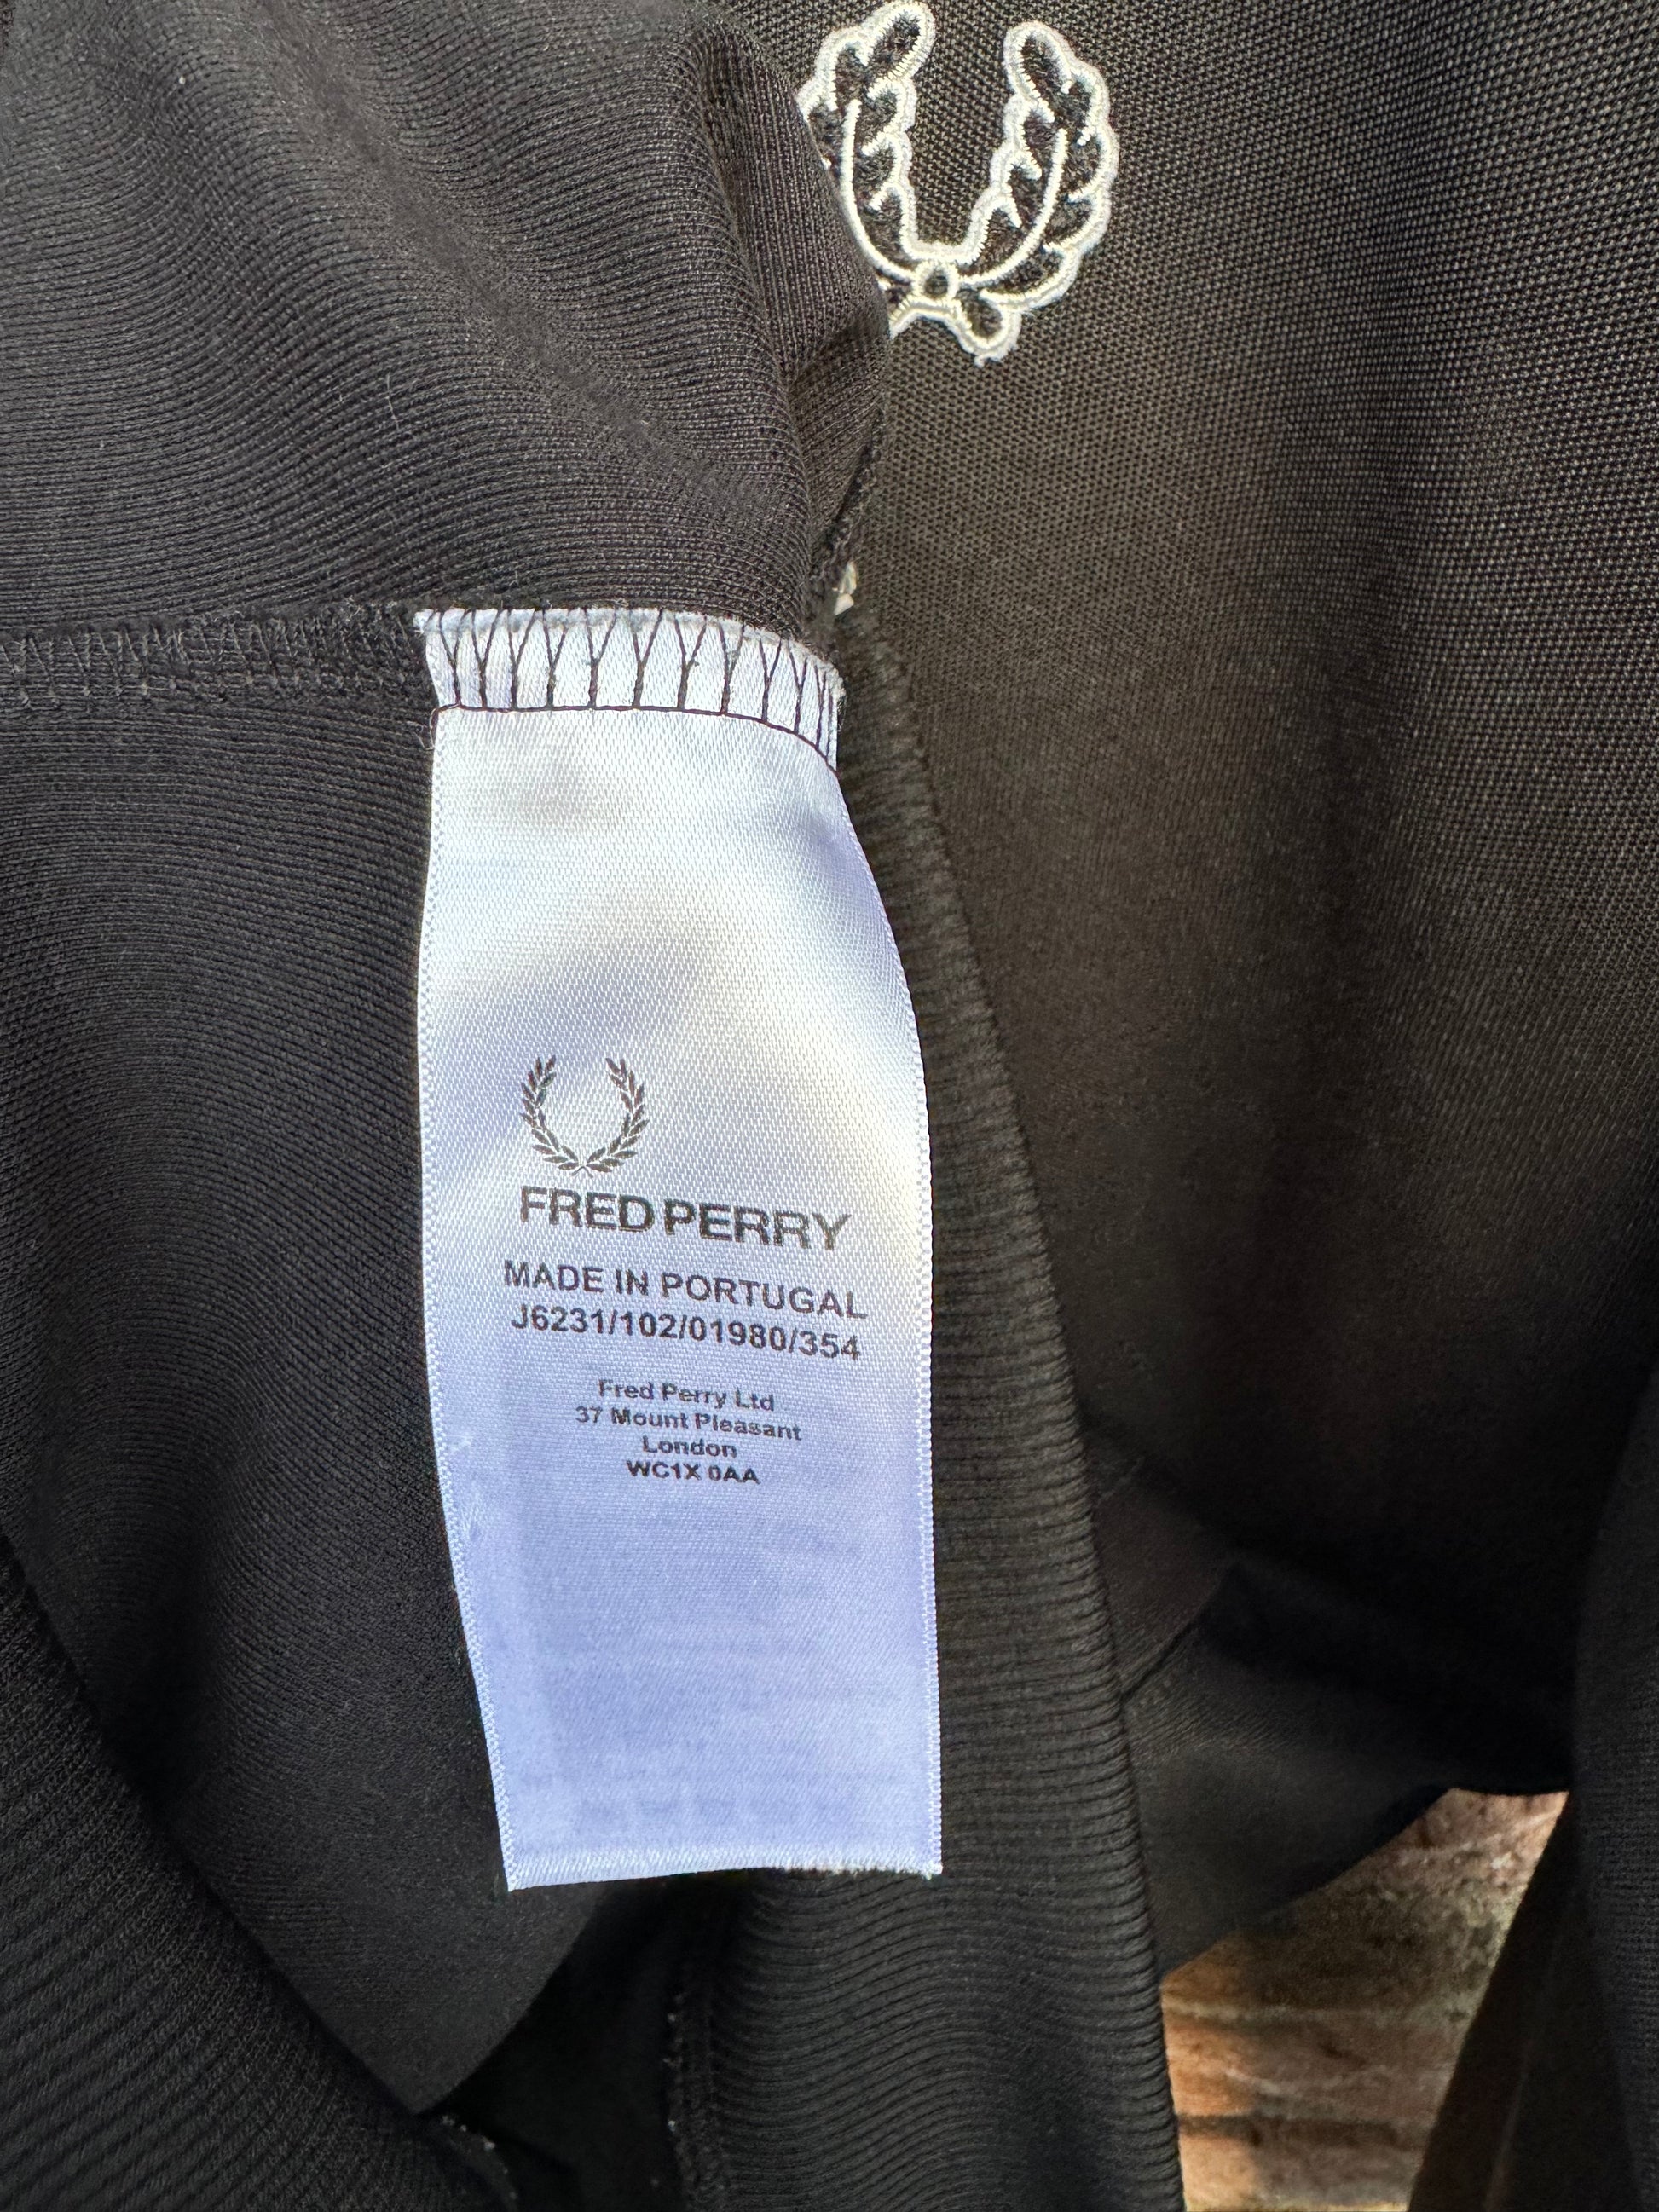 FRED PERRY
MADE IN PORTUGAL
J6231/102/01980/354
Fred Perry Ltd
37 Mount Pleasant
London
WC1X 0AA